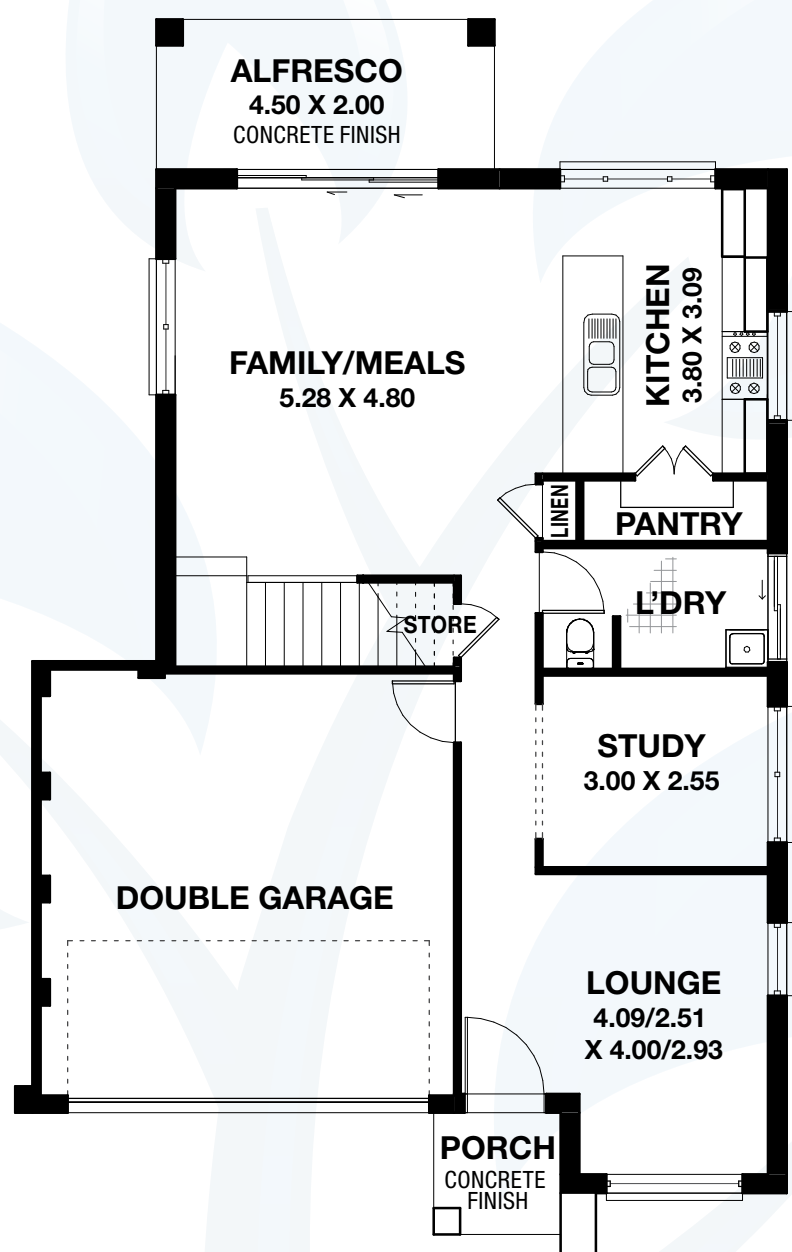 ALFRESCO
4.50 X 2.00
CONCRETE FINISH
FAMILY/MEALS
5.28 X 4.80
KITCHEN
3.80 X 3.09
LINEN
PANTRY
L'DRY
STORE
STUDY
3.00 X 2.55
DOUBLE GARAGE
LOUNGE
4.09/2.51
X 4.00/2.93
PORCH
CONCRETE
FINISH